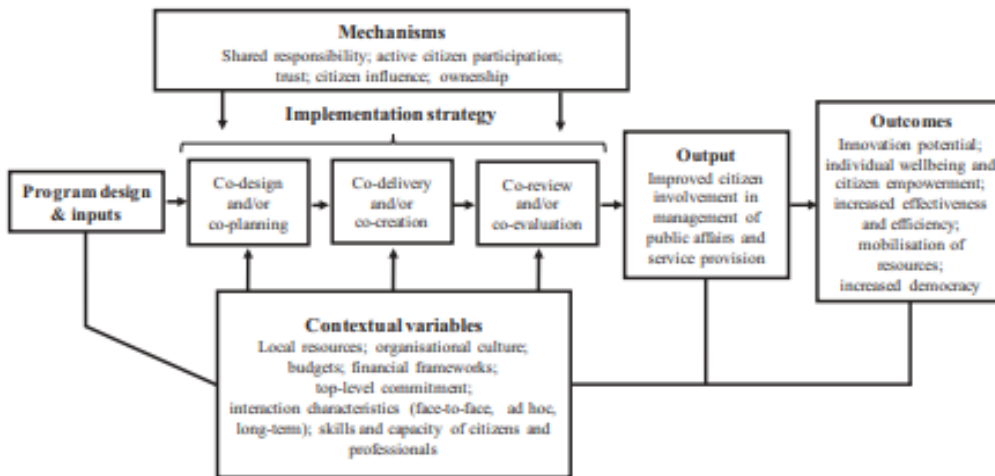 Mechanisms
Shared responsibility; active citizen participation;
trust; citizen influence; ownership
Implementation strategy
Program design
& inputs
Co-design
and/or
co-planning
Co-delivery
and/or
co-creation
Co-review
and/or
co-evaluation
Output
Improved citizen
involvement in
management of
public affairs and
service provision
Outcomes
Innovation potential;
individual wellbeing and
citizen empowerment;
increased effectiveness
and efficiency;
mobilisation of
resources;
increased democracy
Contextual variables
Local resources; organisational culture;
budgets; financial frameworks;
top-level commitment;
interaction characteristics (face-to-face, ad hoc,
long-term); skills and capacity of citizens and
professionals